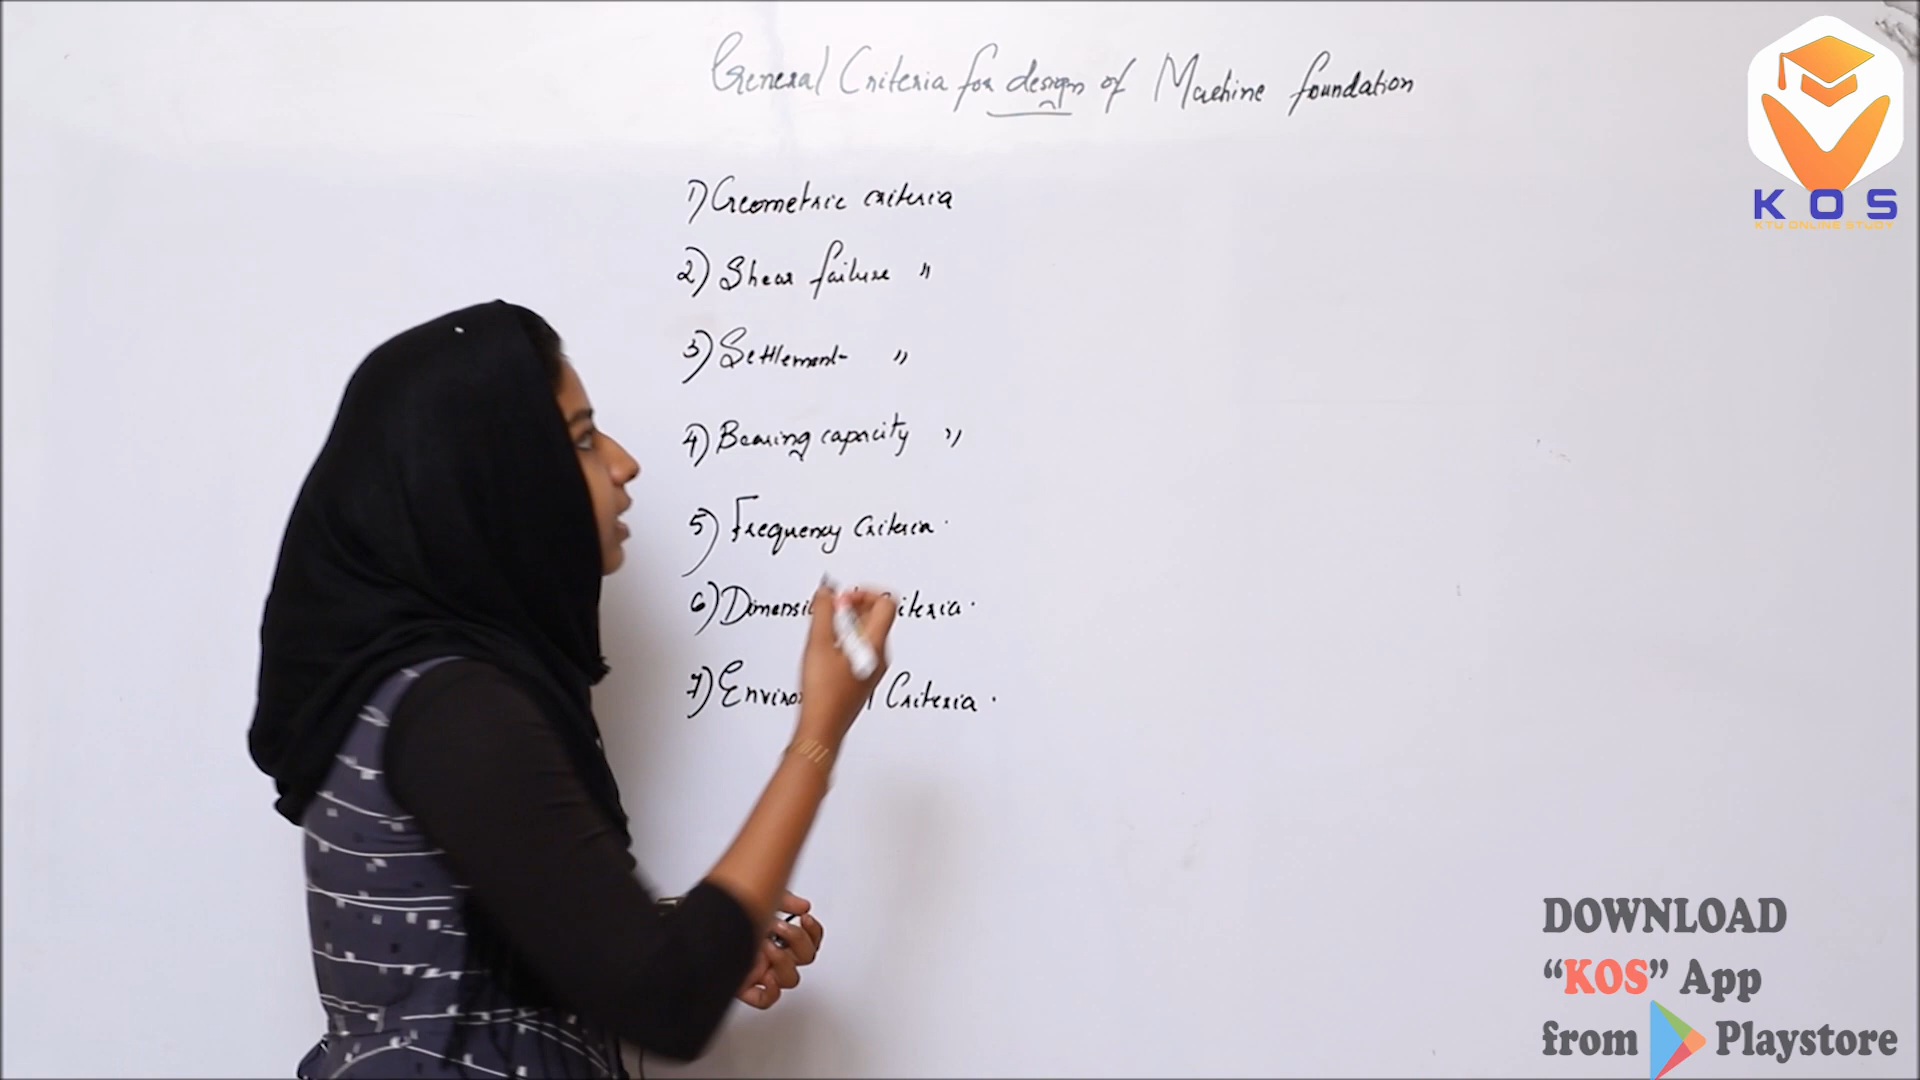 General Criteria for design of Machine foundation
1) Geometric criteria
2) Shear failure "
3) Settlement "
4) Bearing capacity "
5) Frequency Criteria.
6) Criteria.
7) Criteria.
KOS
KTU ONLINE STUDY
DOWNLOAD
“KOS” App
from Playstore